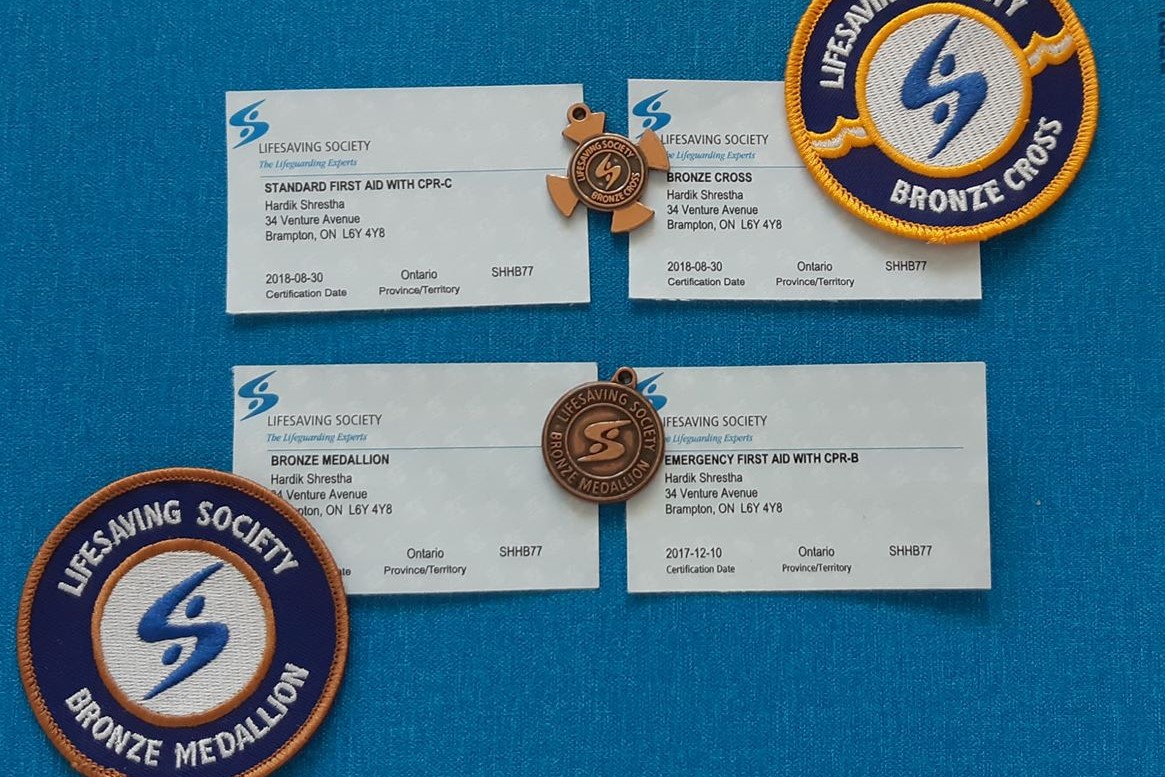 LIFESAVING SOCIETY
The Lifeguarding Experts
STANDARD FIRST AID WITH CPR-C
Hardik Shrestha
34 Venture Avenue
Brampton, ON L6Y 4Y8
2018-08-30 Ontario SHHB77
Certification Date Province/Territory
LIFESAVING SOCIETY
BRONZE CROSS
LIFESAVING SOCIETY
Lifeguarding Experts
BRONZE CROSS
Hardik Shrestha
34 Venture Avenue
Brampton, ON L6Y 4Y8
2018-08-30 Ontario SHHB77
Certification Date Province/Territory
LIFESAVING SOCIETY
BRONZE CROSS
LIFESAVING SOCIETY
The Lifeguarding Experts
BRONZE MEDALLION
Hardik Shrestha
Venture Avenue
ON L6Y 4Y8
Ontario SHHB77
Province/Territory
LIFESAVING SOCIETY
BRONZE MEDALLION
LIFESAVING SOCIETY
Lifeguarding Experts
EMERGENCY FIRST AID WITH CPR-B
Hardik Shrestha
34 Venture Avenue
Brampton, ON L6Y 4Y8
2017-12-10 Ontario SHHB77
Certification Date Province/Territory
LIFESAVING SOCIETY
BRONZE MEDALLION